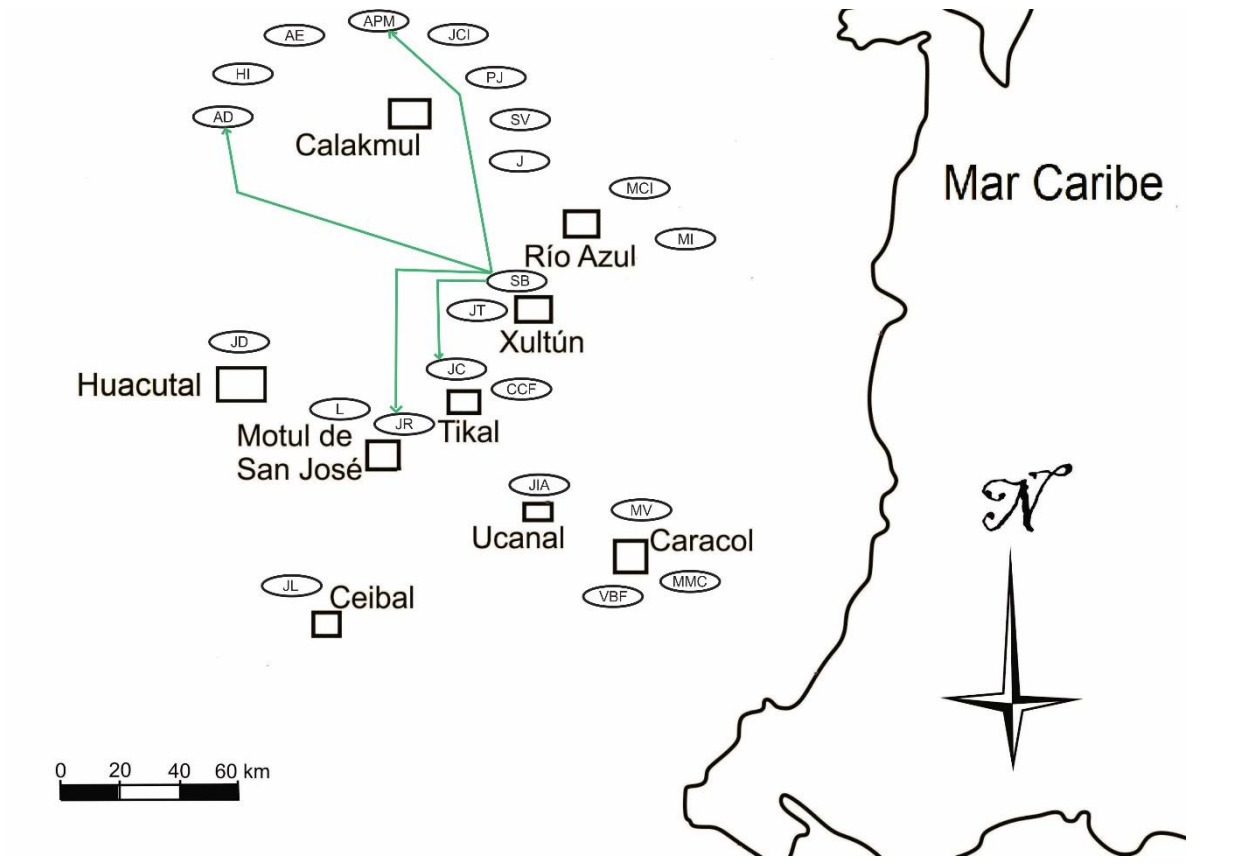 APM
AE
JCI
HI
PJ
AD
SV
Calakmul
J
MCI
Mar Caribe
Río Azul
MI
SB
JT
Xultún
JD
JC
Huacutal
CCF
L
JR
Tikal
Motul de
San José
JIA
N
MV
Ucanal
Caracol
JL
MMC
Ceibal
VBF
0 20 40 60 km